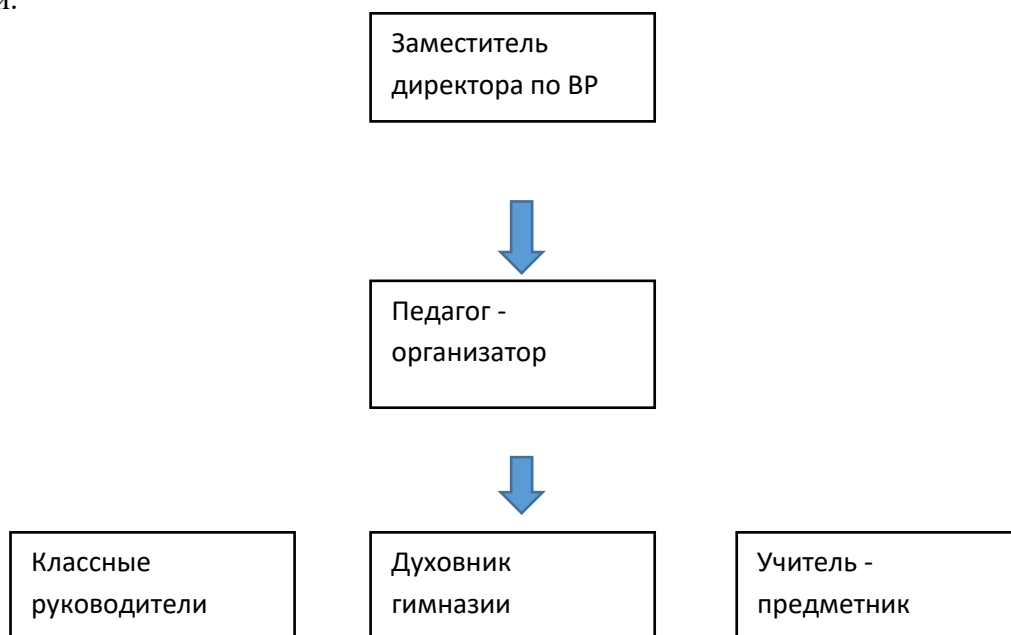 Заместитель
директора по ВР
Педагог -
организатор
Классные
руководители
Духовник
гимназии
Учитель -
предметник